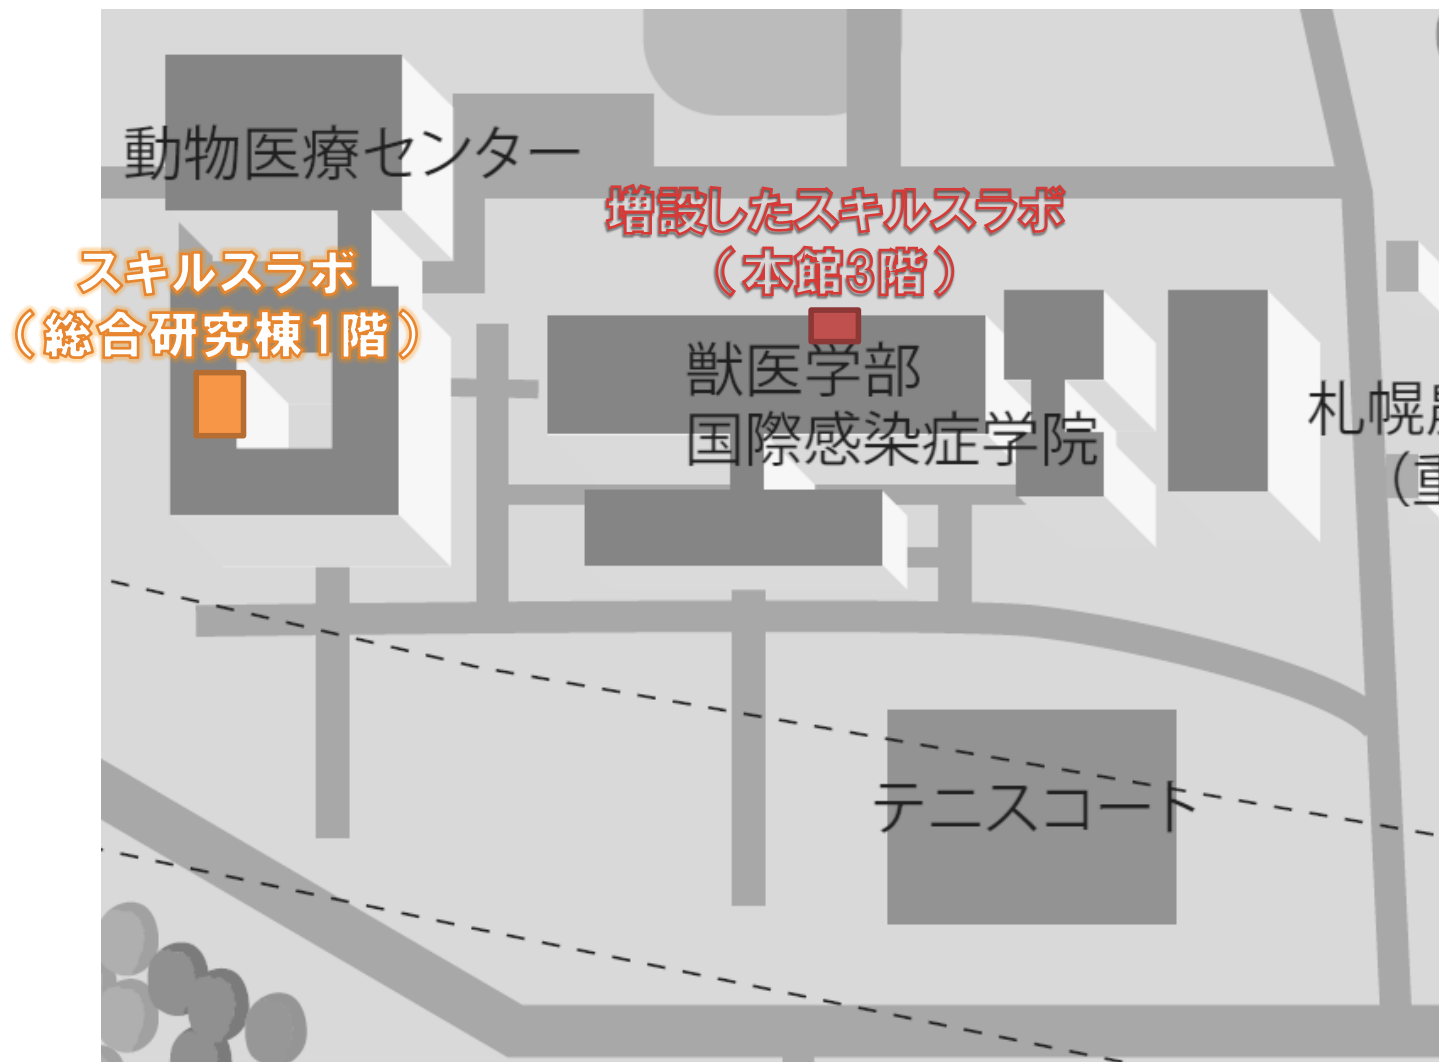 動物医療センター
増設したスキルスラボ
（本館3階）
スキルスラボ
（総合研究棟1階）
獣医学部
国際感染症学院
札幌
（重
テニスコート